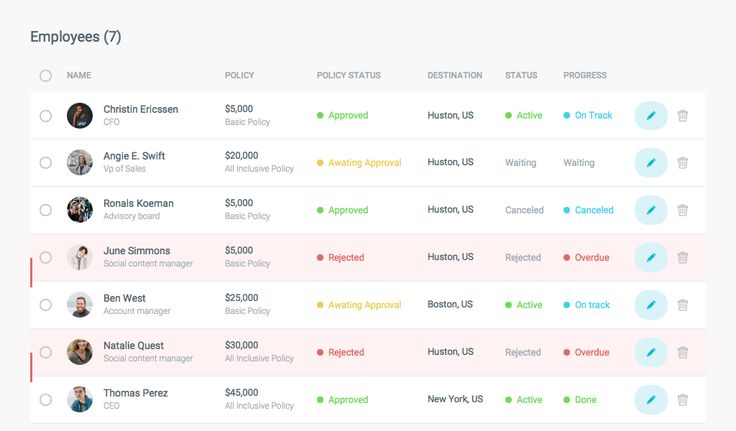 Employees (7)
NAME POLICY POLICY STATUS DESTINATION STATUS PROGRESS
Christin Ericssen $5,000 Approved Huston, US Active On Track
CFO Basic Policy
Angie E. Swift $20,000 Awating Approval Huston, US Waiting Waiting
Vp of Sales All Inclusive Policy
Ronals Koeman $5,000 Approved Huston, US Canceled Canceled
Advisory board Basic Policy
June Simmons $5,000 Rejected Huston, US Rejected Overdue
Social content manager Basic Policy
Ben West $25,000 Awating Approval Boston, US Active On track
Account manager Basic Policy
Natalie Quest $30,000 Rejected Huston, US Rejected Overdue
Social content manager All Inclusive Policy
Thomas Perez $45,000 Approved New York, US Active Done
CEO All Inclusive Policy